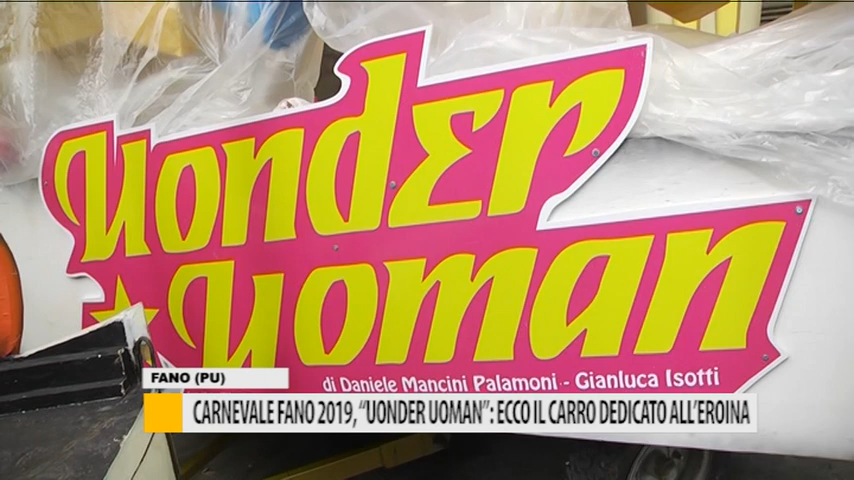 uonder
uoman
di Daniele Mancini Palamoni - Gianluca Isotti
FANO (PU)
CARNEVALE FANO 2019, “UONDER UOMAN”: ECCO IL CARRO DEDICATO ALL’EROINA